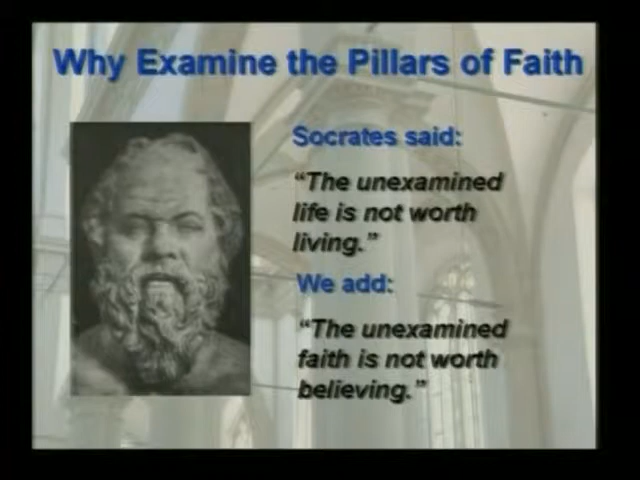 Why Examine the Pillars of Faith
Socrates said:
“The unexamined
life is not worth
living.”
We add:
“The unexamined
faith is not worth
believing.”